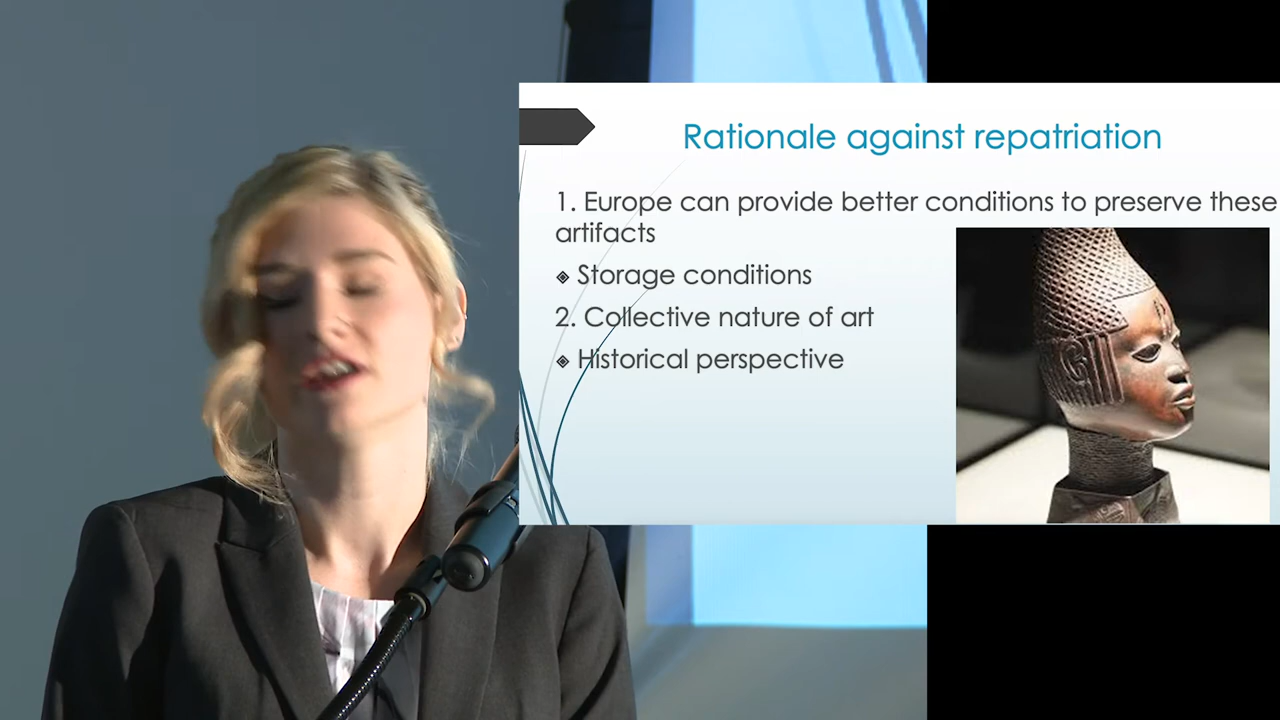 Rationale against repatriation
1. Europe can provide better conditions to preserve these
artifacts
◈ Storage conditions
2. Collective nature of art
◈ Historical perspective